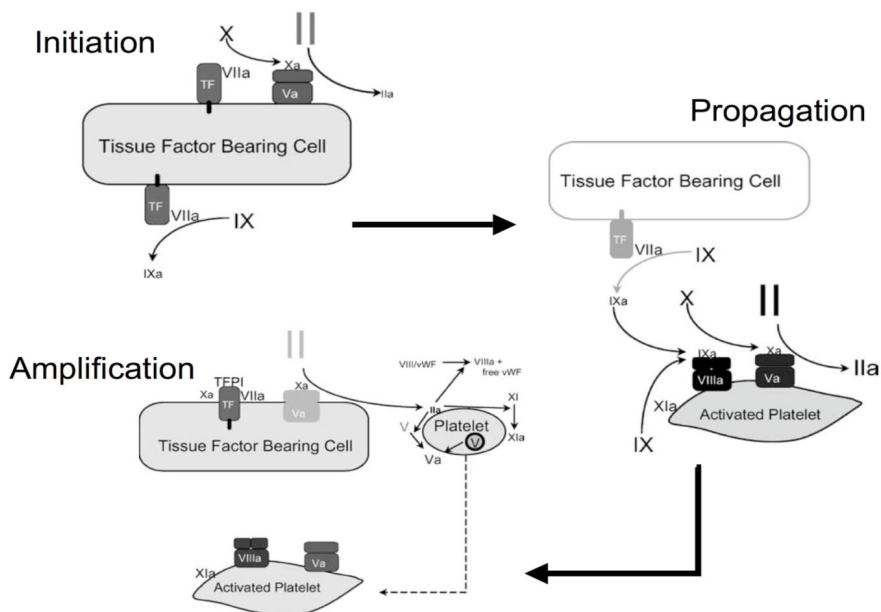 Initiation
X
II
TF
VIIa
Xa
Va
IIa
Tissue Factor Bearing Cell
TF
VIIa
IX
IXa
Propagation
Tissue Factor Bearing Cell
TF
VIIa
IX
IXa
X
II
IXa
Xa
VIIIa
Va
IIa
XIa
Activated Platelet
IX
Amplification
II
VIII/vWF
VIIIa +
free vWF
TFPI
Xa
VIIa
TF
Xa
Va
IIa
XI
V
Platelet
V
XIa
Va
Tissue Factor Bearing Cell
VIIIa
Va
XIa
Activated Platelet